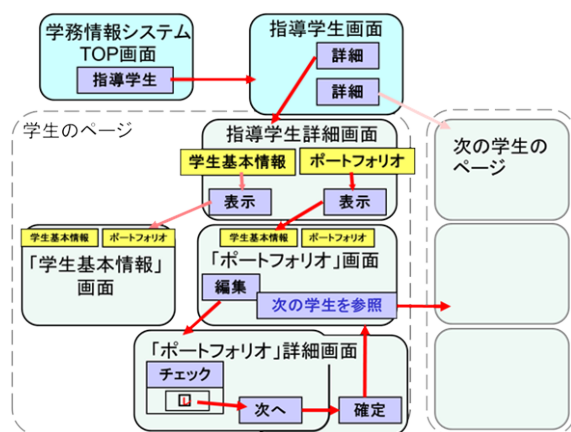 学務情報システム
TOP画面
指導学生
指導学生画面
詳細
詳細
学生のページ
指導学生詳細画面
学生基本情報
ポートフォリオ
表示
表示
次の学生の
ページ
学生基本情報
ポートフォリオ
「学生基本情報」
画面
学生基本情報
ポートフォリオ
「ポートフォリオ」画面
編集
次の学生を参照
「ポートフォリオ」詳細画面
チェック
次へ
確定